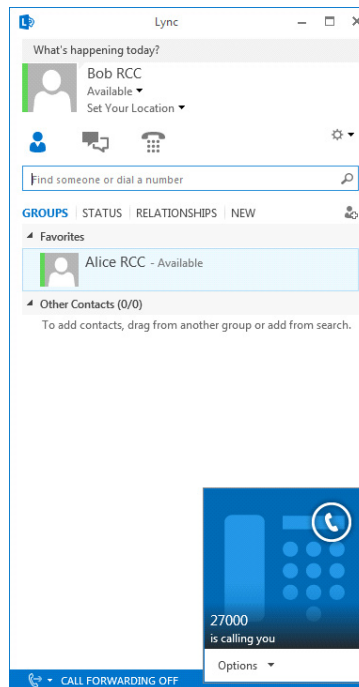 Lync
What's happening today?
Bob RCC
Available
Set Your Location
Find someone or dial a number
GROUPS STATUS RELATIONSHIPS NEW
Favorites
Alice RCC - Available
Other Contacts (0/0)
To add contacts, drag from another group or add from search.
27000
is calling you
Options
CALL FORWARDING OFF